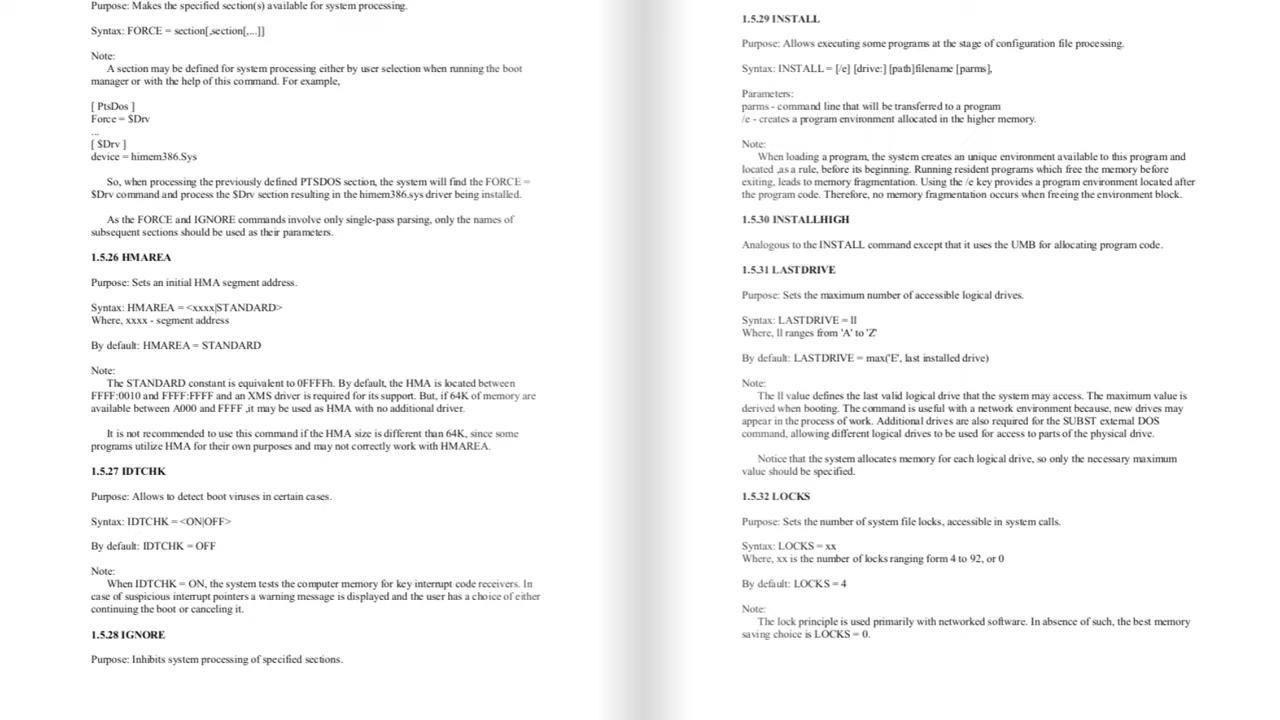 Purpose: Makes the specified section(s) available for system processing.
Syntax: FORCE = section[,section[,...]]
Note:
A section may be defined for system processing either by user selection when running the boot
manager or with the help of this command. For example,
[ PtsDos ]
Force = $Drv
...
[ $Drv ]
device = himem386.Sys
So, when processing the previously defined PTSDOS section, the system will find the FORCE =
$Drv command and process the $Drv section resulting in the himem386.sys driver being installed.
As the FORCE and IGNORE commands involve only single-pass parsing, only the names of
subsequent sections should be used as their parameters.
1.5.26 HMAREA
Purpose: Sets an initial HMA segment address.
Syntax: HMAREA = <xxxx|STANDARD>
Where, xxxx - segment address
By default: HMAREA = STANDARD
Note:
The STANDARD constant is equivalent to 0FFFFh. By default, the HMA is located between
FFFF:0010 and FFFF:FFFF and an XMS driver is required for its support. But, if 64K of memory are
available between A000 and FFFF ,it may be used as HMA with no additional driver.
It is not recommended to use this command if the HMA size is different than 64K, since some
programs utilize HMA for their own purposes and may not correctly work with HMAREA.
1.5.27 IDTCHK
Purpose: Allows to detect boot viruses in certain cases.
Syntax: IDTCHK = <ON|OFF>
By default: IDTCHK = OFF
Note:
When IDTCHK = ON, the system tests the computer memory for key interrupt code receivers. In
case of suspicious interrupt pointers a warning message is displayed and the user has a choice of either
continuing the boot or canceling it.
1.5.28 IGNORE
Purpose: Inhibits system processing of specified sections.
1.5.29 INSTALL
Purpose: Allows executing some programs at the stage of configuration file processing.
Syntax: INSTALL = [/e] [drive:] [path]filename [parms],
Parameters:
parms - command line that will be transferred to a program
/e - creates a program environment allocated in the higher memory.
Note:
When loading a program, the system creates an unique environment available to this program and
located ,as a rule, before its beginning. Running resident programs which free the memory before
exiting, leads to memory fragmentation. Using the /e key provides a program environment located after
the program code. Therefore, no memory fragmentation occurs when freeing the environment block.
1.5.30 INSTALLHIGH
Analogous to the INSTALL command except that it uses the UMB for allocating program code.
1.5.31 LASTDRIVE
Purpose: Sets the maximum number of accessible logical drives.
Syntax: LASTDRIVE = ll
Where, ll ranges from 'A' to 'Z'
By default: LASTDRIVE = max('E', last installed drive)
Note:
The ll value defines the last valid logical drive that the system may access. The maximum value is
derived when booting. The command is useful with a network environment because, new drives may
appear in the process of work. Additional drives are also required for the SUBST external DOS
command, allowing different logical drives to be used for access to parts of the physical drive.
Notice that the system allocates memory for each logical drive, so only the necessary maximum
value should be specified.
1.5.32 LOCKS
Purpose: Sets the number of system file locks, accessible in system calls.
Syntax: LOCKS = xx
Where, xx is the number of locks ranging form 4 to 92, or 0
By default: LOCKS = 4
Note:
The lock principle is used primarily with networked software. In absence of such, the best memory
saving choice is LOCKS = 0.